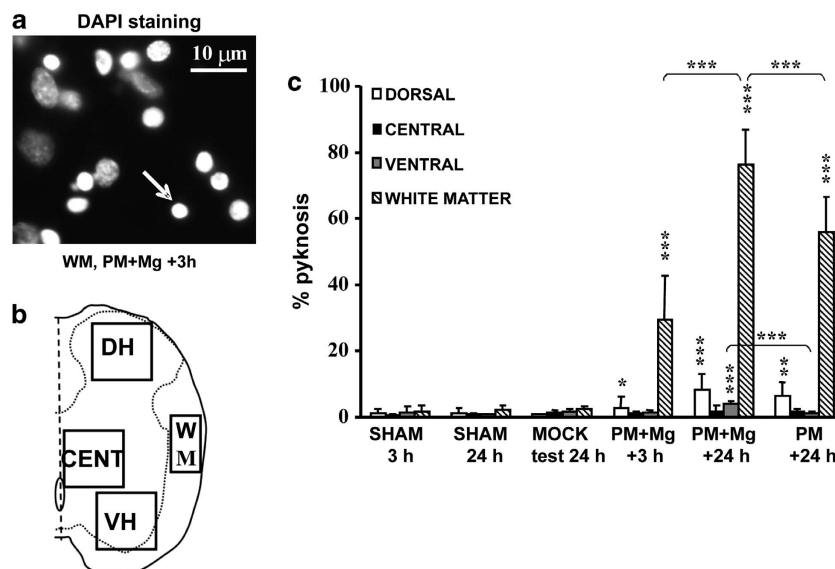 a
DAPI staining
10 μm
WM, PM+Mg +3h
b
DH
CENT
W
M
VH
c
% pyknosis
100
80
60
40
20
0
DORSAL
CENTRAL
VENTRAL
WHITE MATTER
*** ***
***
***
***
***
* *** *** **
SHAM SHAM MOCK PM+Mg PM+Mg PM
3 h 24 h test 24 h +3 h +24 h +24 h